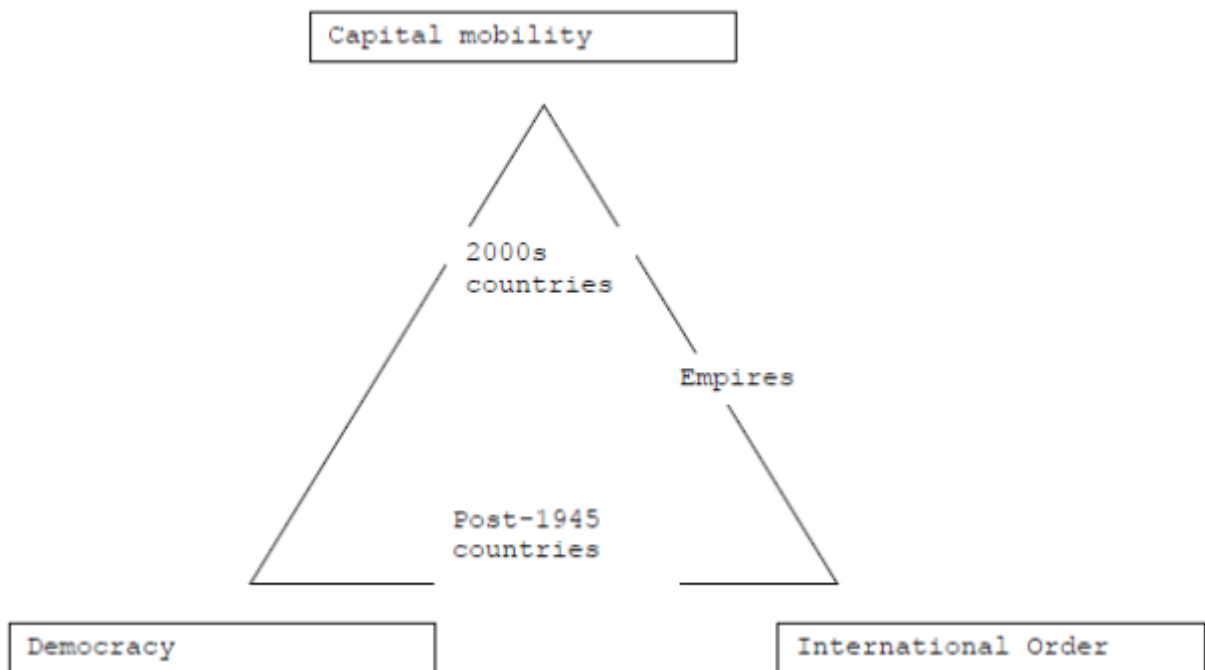 Capital mobility
2000s
countries
Empires
Post-1945
countries
Democracy
International Order